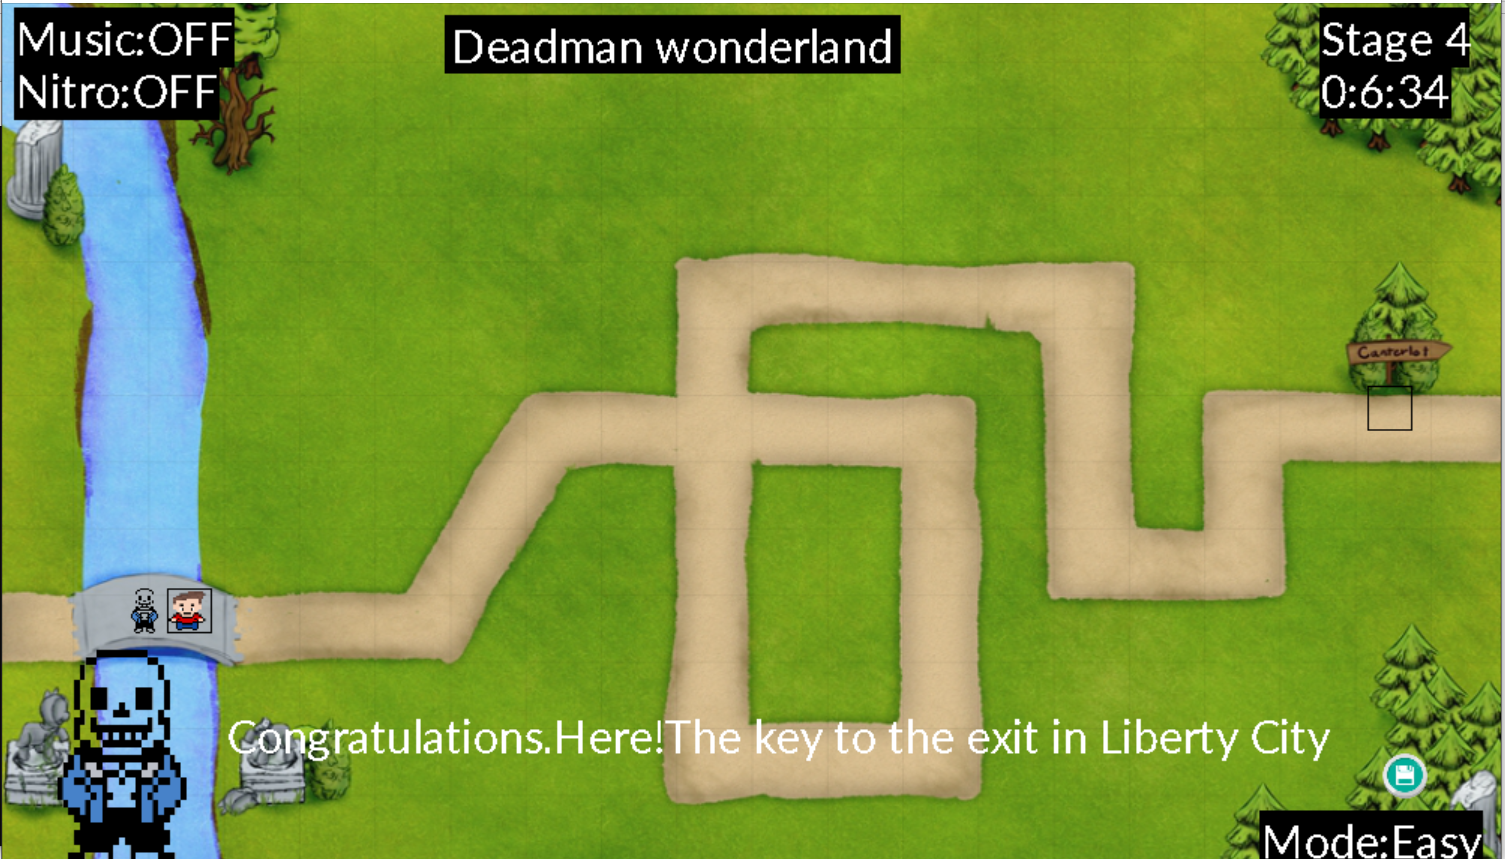 Music:OFF
Nitro:OFF
Deadman wonderland
Stage 4
0:6:34
Canterlot
Congratulations.Here!The key to the exit in Liberty City
Mode:Easy